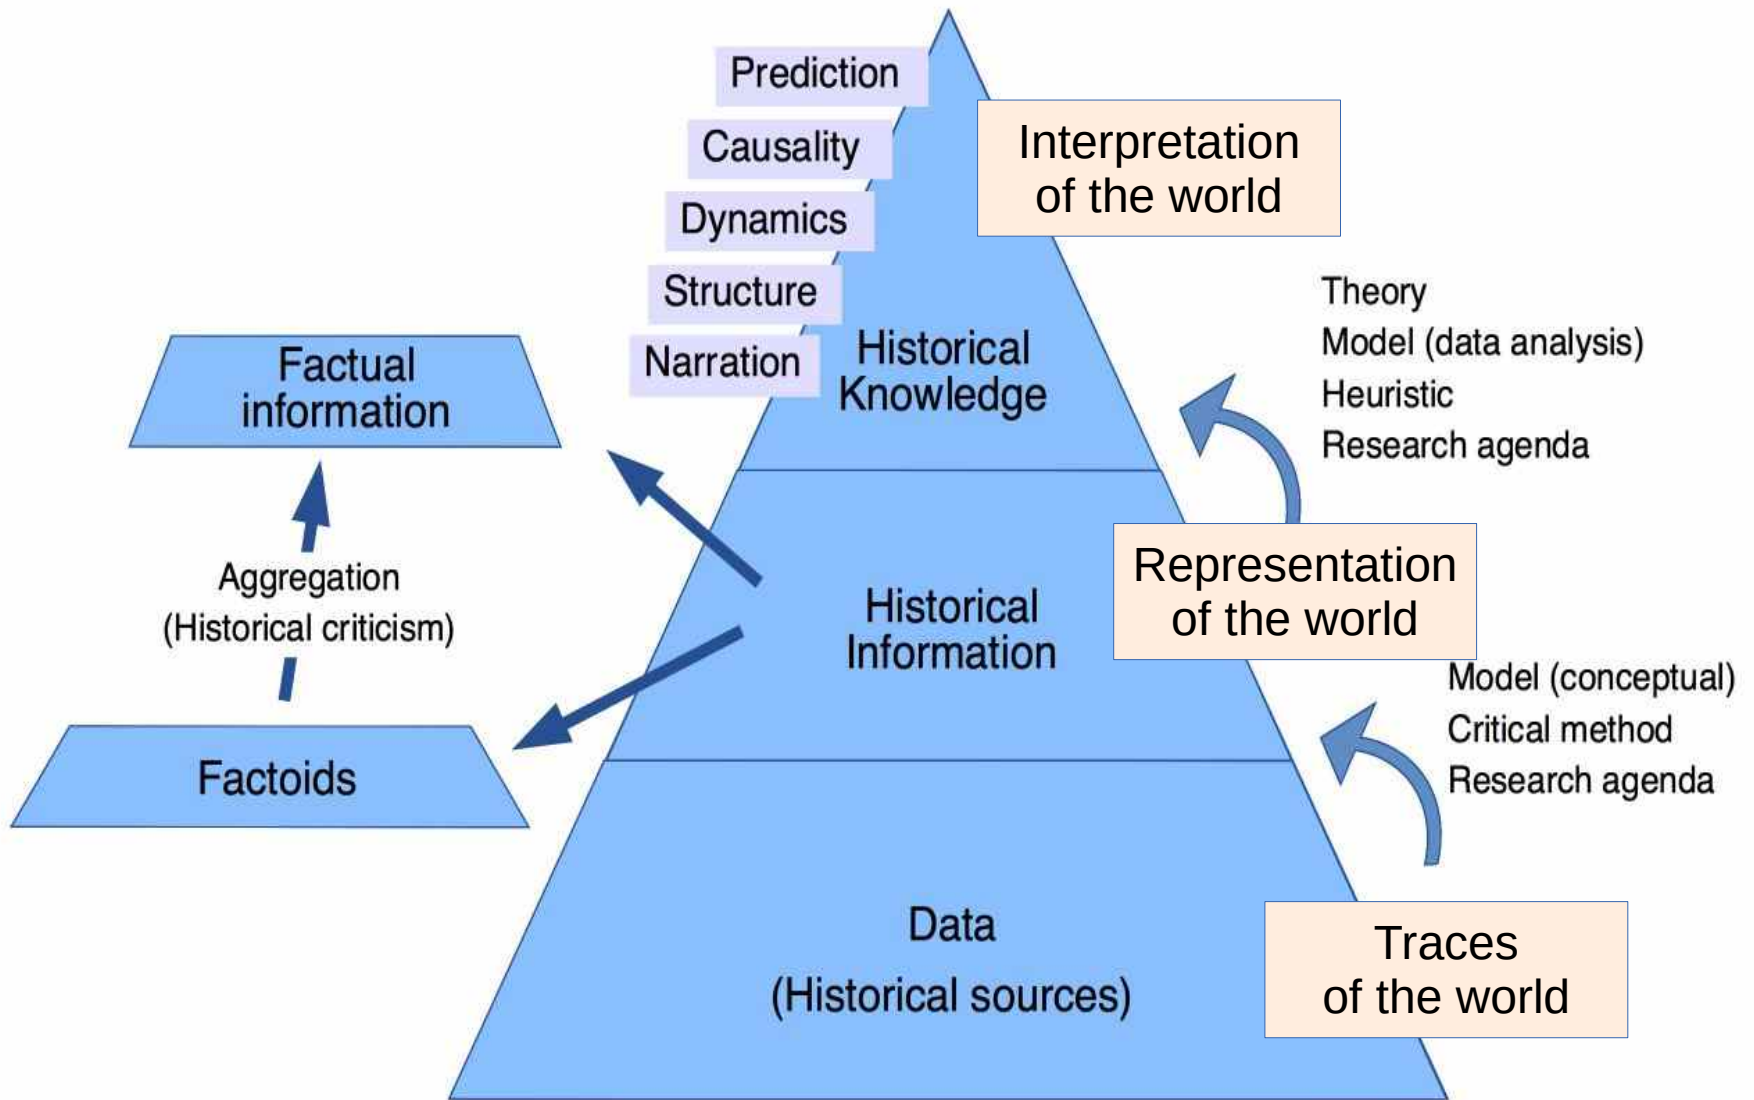 Prediction
Causality
Dynamics
Structure
Narration
Interpretation
of the world
Historical
Knowledge
Theory
Model (data analysis)
Heuristic
Research agenda
Factual
information
Aggregation
(Historical criticism)
Factoids
Historical
Information
Representation
of the world
Model (conceptual)
Critical method
Research agenda
Data
(Historical sources)
Traces
of the world